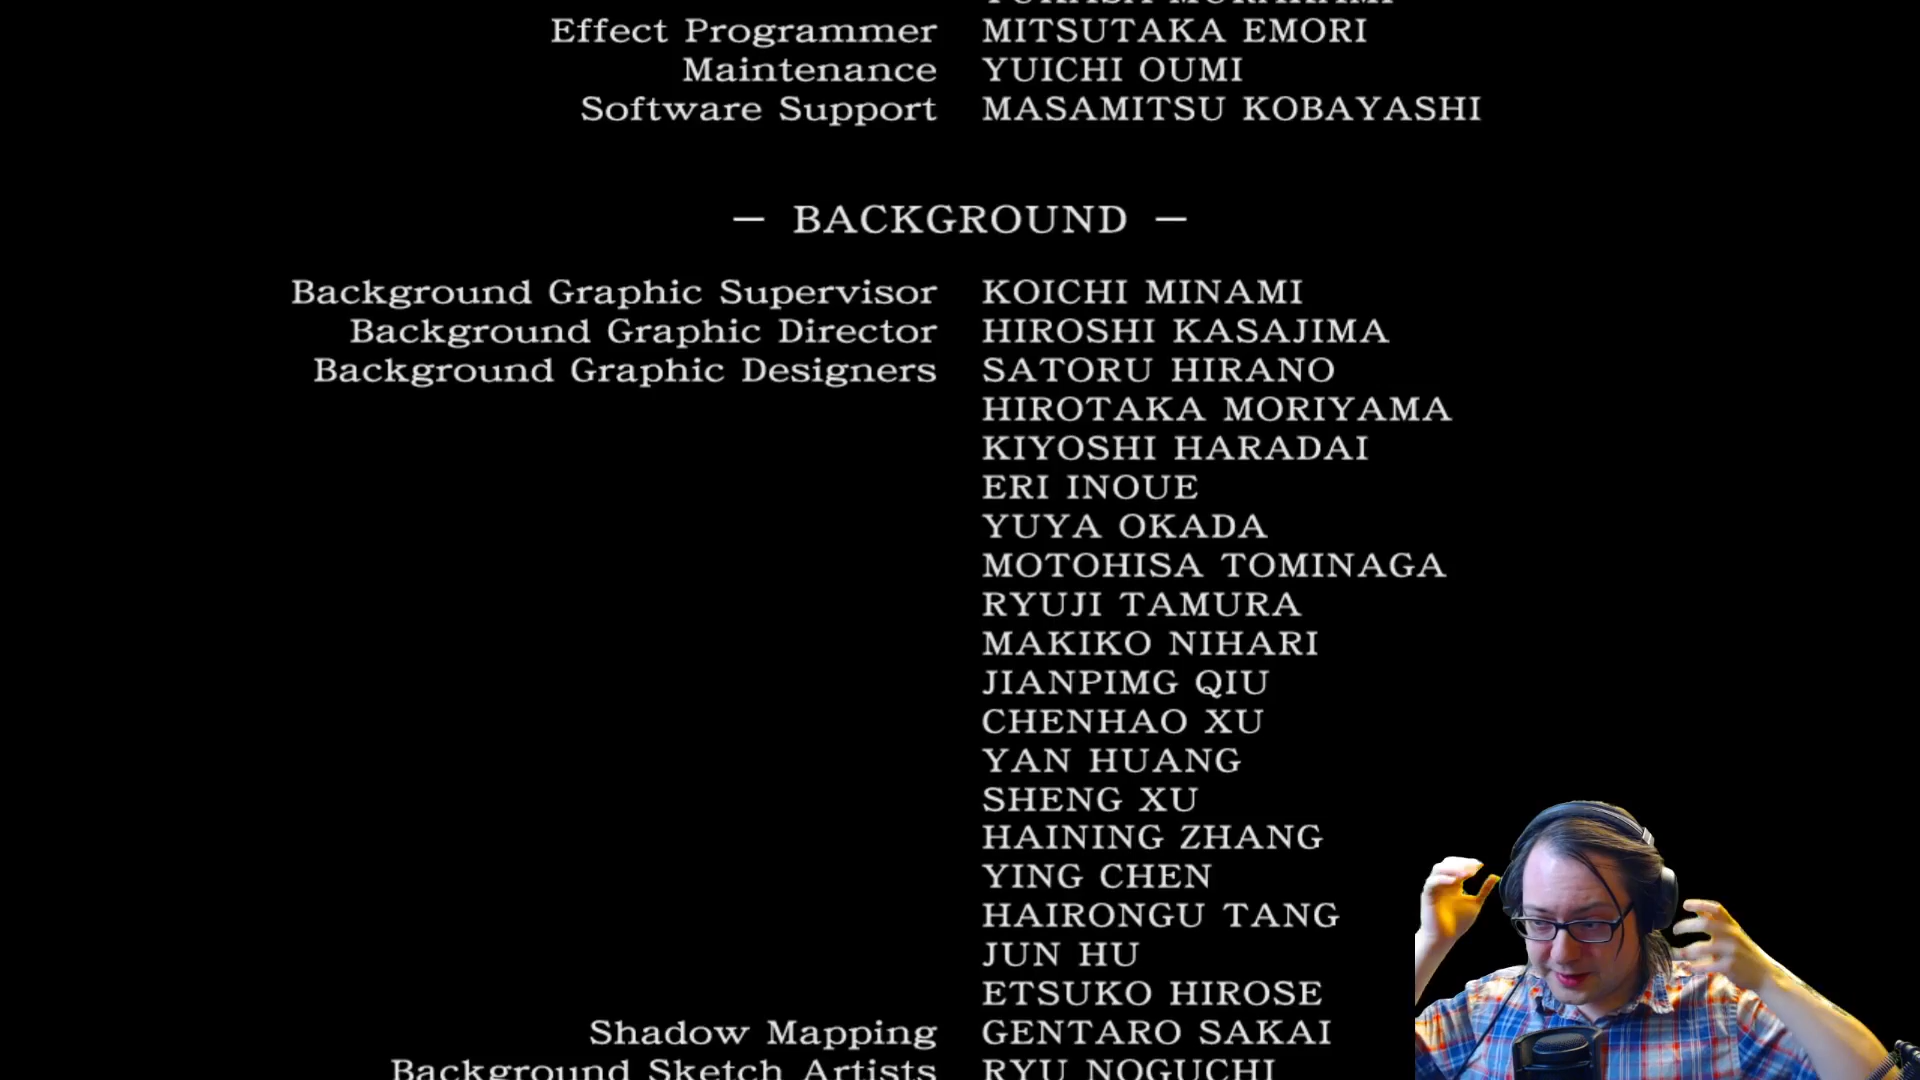 YUKASA MURAKAMI
Effect Programmer MITSUTAKA EMORI
Maintenance YUICHI OUMI
Software Support MASAMITSU KOBAYASHI
— BACKGROUND —
Background Graphic Supervisor KOICHI MINAMI
Background Graphic Director HIROSHI KASAJIMA
Background Graphic Designers SATORU HIRANO
HIROTAKA MORIYAMA
KIYOSHI HARADAI
ERI INOUE
YUYA OKADA
MOTOHISA TOMINAGA
RYUJI TAMURA
MAKIKO NIHARI
JIANPIMG QIU
CHENHAO XU
YAN HUANG
SHENG XU
HAINING ZHANG
YING CHEN
HAIRONGU TANG
JUN HU
ETSUKO HIROSE
Shadow Mapping GENTARO SAKAI
Background Sketch Artists RYU NOGUCHI